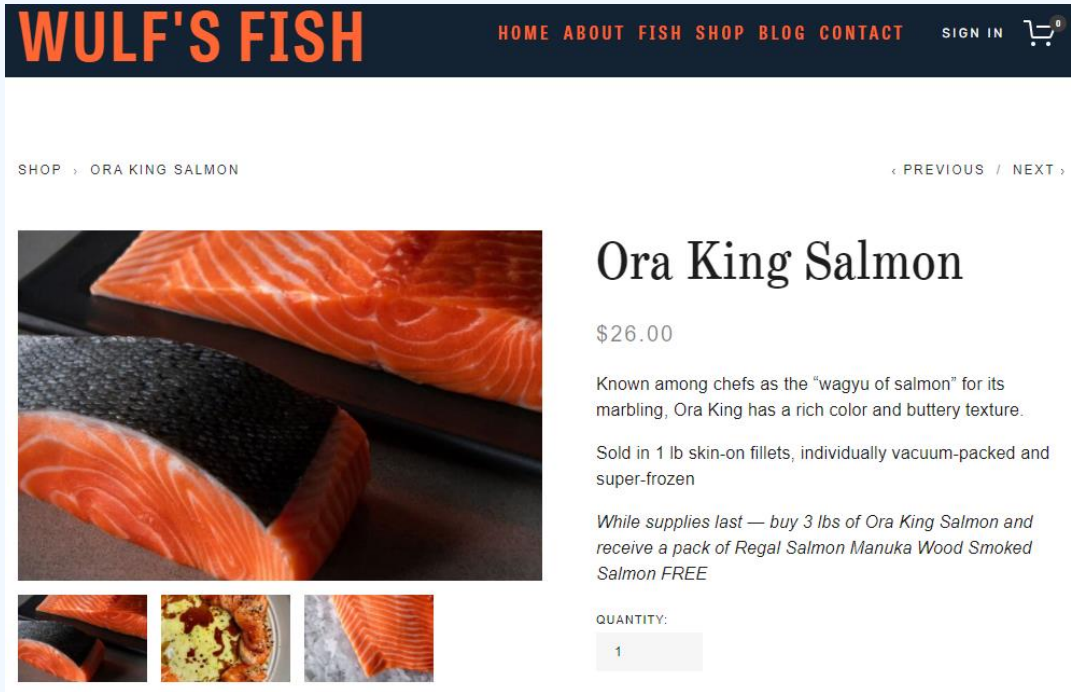 WULF'S FISH
HOME ABOUT FISH SHOP BLOG CONTACT
SIGN IN
0
SHOP › ORA KING SALMON
‹ PREVIOUS / NEXT ›
Ora King Salmon
$26.00
Known among chefs as the “wagyu of salmon” for its
marbling, Ora King has a rich color and buttery texture.
Sold in 1 lb skin-on fillets, individually vacuum-packed and
super-frozen
While supplies last — buy 3 lbs of Ora King Salmon and
receive a pack of Regal Salmon Manuka Wood Smoked
Salmon FREE
QUANTITY:
1